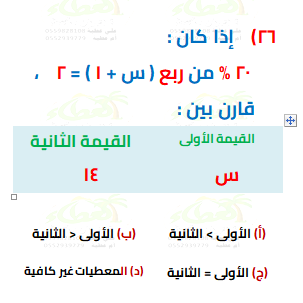 ٢٦) إذا كان :
٢٠ % من ربع ( س + ١ ) = ٢ ،
قارن بين :
القيمة الأولى القيمة الثانية
س ١٤
(أ) الأولى > الثانية (ب) الأولى < الثانية
(ج) الأولى = الثانية (د) المعطيات غير كافية